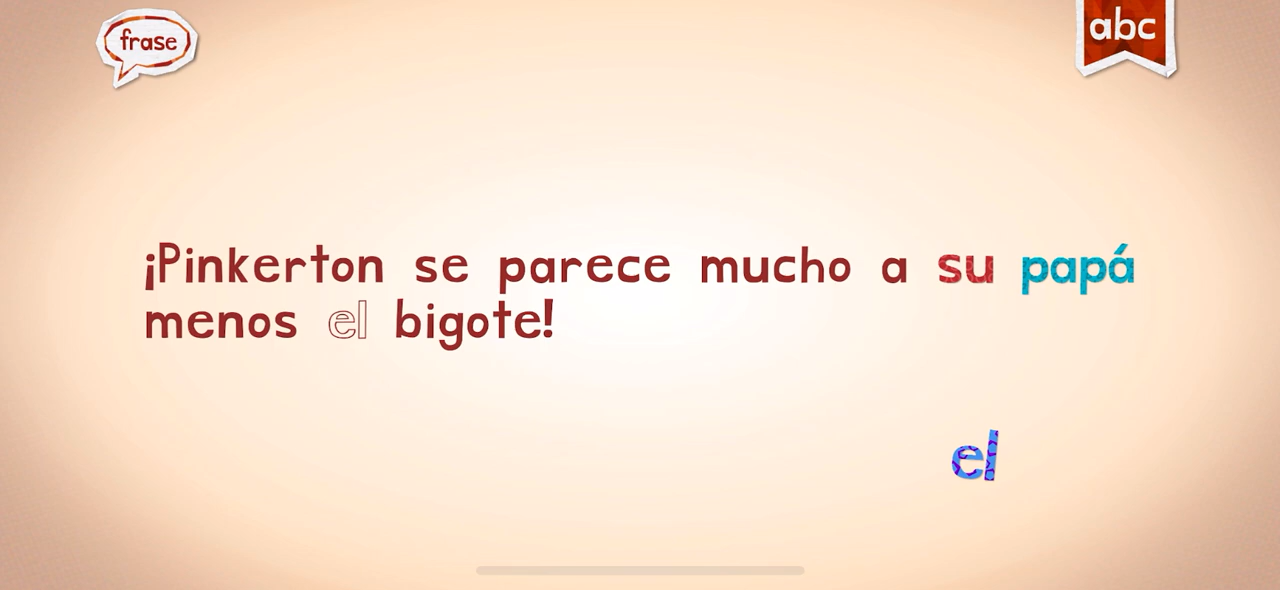 frase
abc
¡Pinkerton se parece mucho a su papá
menos el bigote!
el